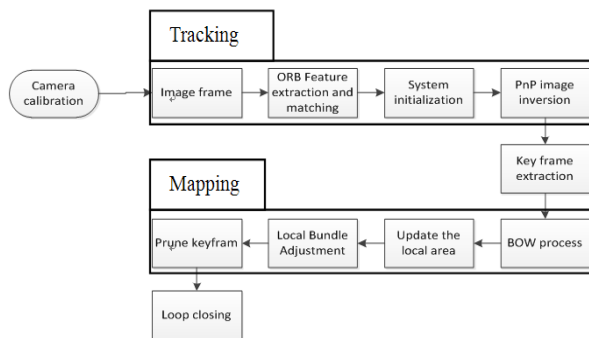 Tracking
Camera
calibration
Image frame
ORB Feature
extraction and
matching
System
initialization
PnP image
inversion
Key frame
extraction
Mapping
BOW process
Update the
local area
Local Bundle
Adjustment
Prune keyfram
Loop closing